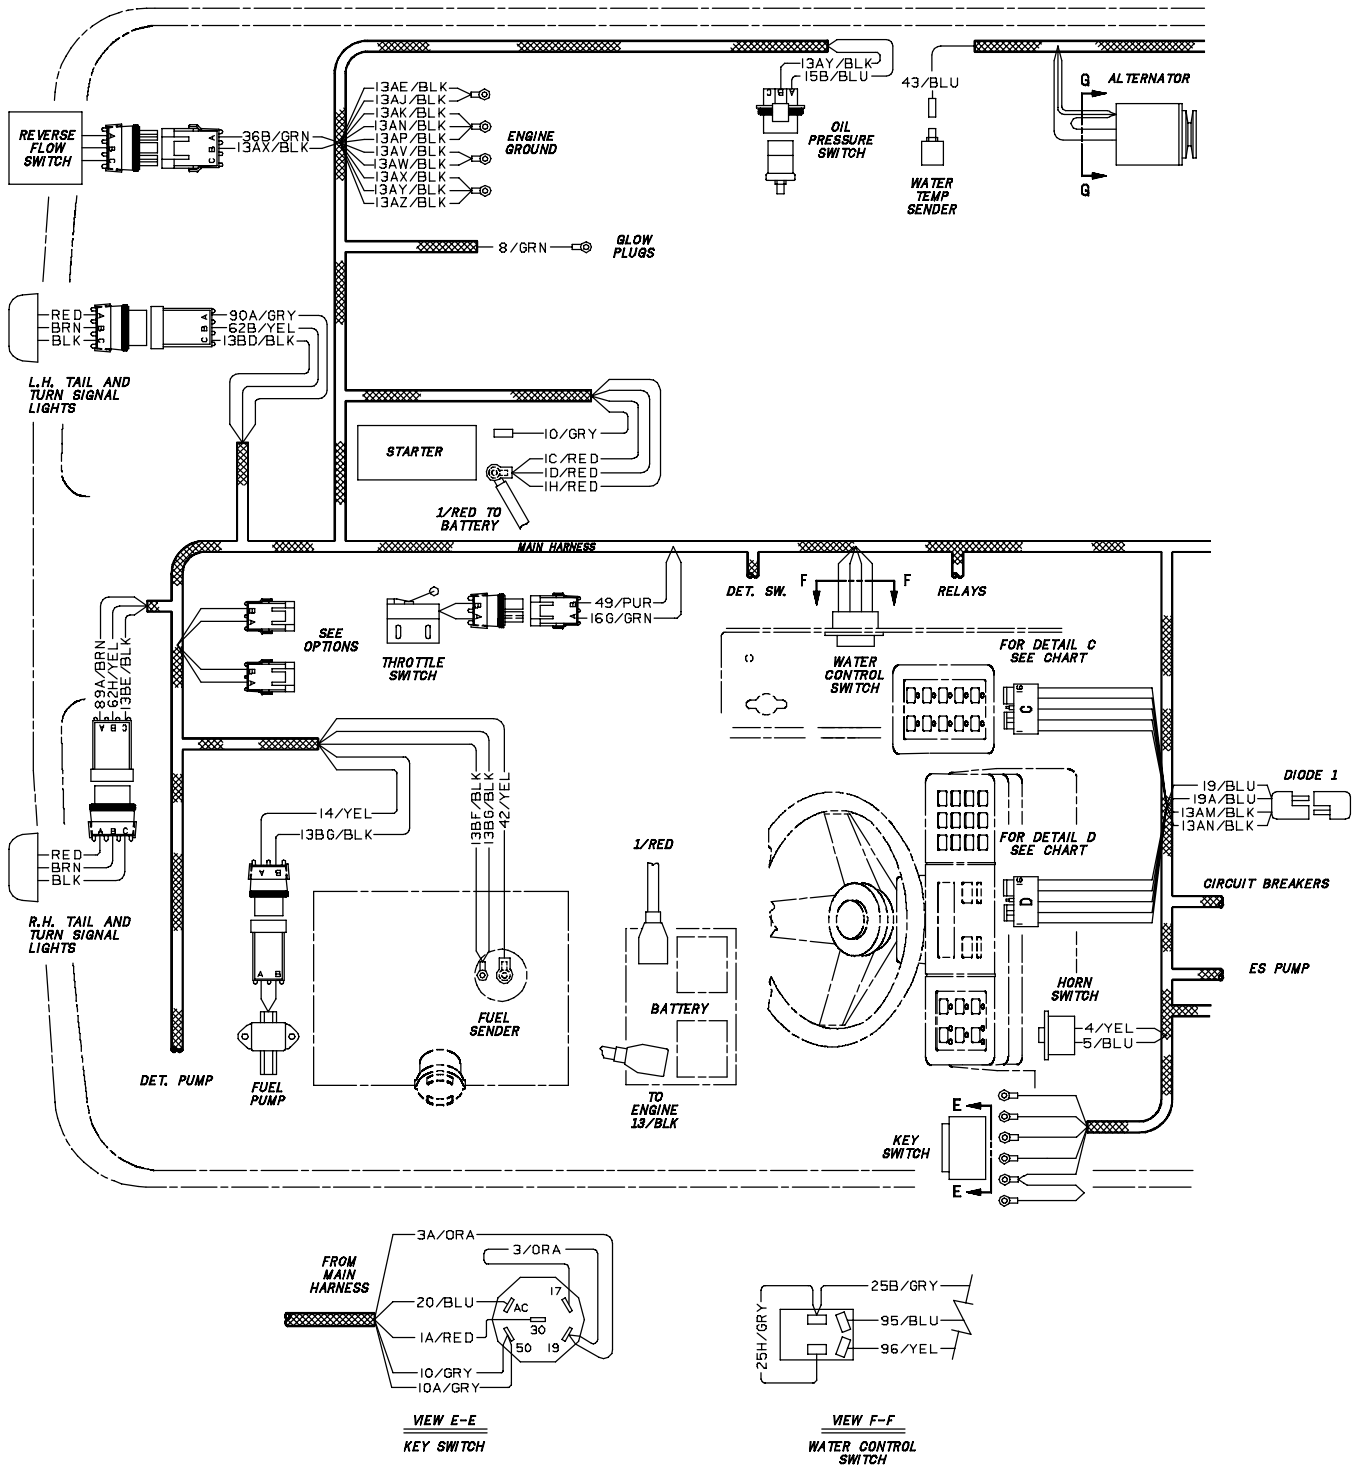 13AY/BLK
15B/BLU
43/BLU
G
ALTERNATOR
13AE/BLK
13AJ/BLK
13AK/BLK
13AN/BLK
13AP/BLK
13AV/BLK
13AW/BLK
13AX/BLK
13AY/BLK
13AZ/BLK
ENGINE
GROUND
REVERSE
FLOW
SWITCH
A
B
C
A
C B
36B/GRN
13AX/BLK
A
C
B
OIL
PRESSURE
SWITCH
WATER
TEMP
SENDER
G
8/GRN
GLOW
PLUGS
RED
BRN
BLK
A
B
C
C B A
90A/GRY
62B/YEL
13BD/BLK
L.H. TAIL AND
TURN SIGNAL
LIGHTS
STARTER
10/GRY
1C/RED
1D/RED
1H/RED
1/RED TO
BATTERY
MAIN HARNESS
DET. SW.
F
F
RELAYS
89A/BRN
62H/YEL
13BE/BLK
SEE
OPTIONS
THROTTLE
SWITCH
B
A
B
A
49/PUR
16G/GRN
WATER
CONTROL
SWITCH
FOR DETAIL C
SEE CHART
C
C B A
A B C
14/YEL
13BG/BLK
13BF/BLK
13BG/BLK
42/YEL
1/RED
FOR DETAIL D
SEE CHART
D
19/BLU
19A/BLU
13AM/BLK
13AN/BLK
DIODE 1
CIRCUIT BREAKERS
RED
BRN
BLK
R.H. TAIL AND
TURN SIGNAL
LIGHTS
B A
A B
FUEL
SENDER
BATTERY
ES PUMP
HORN
SWITCH
4/YEL
5/BLU
DET. PUMP
FUEL
PUMP
TO
ENGINE
13/BLK
KEY
SWITCH
E
E
FROM
MAIN
HARNESS
3A/ORA
3/ORA
20/BLU
1A/RED
10/GRY
10A/GRY
AC
17
30
50
19
25H/GRY
25B/GRY
95/BLU
96/YEL
VIEW E-E
KEY SWITCH
VIEW F-F
WATER CONTROL
SWITCH